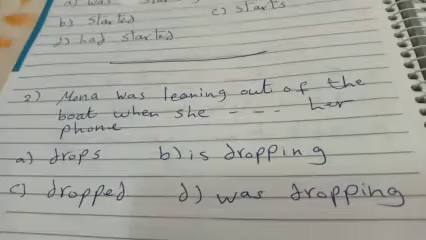 a) was
b) started c) starts
d) had started
2) Mona was leaning out of the
boat when she - - - her
phone
a) drops b) is dropping
c) dropped d) was dropping